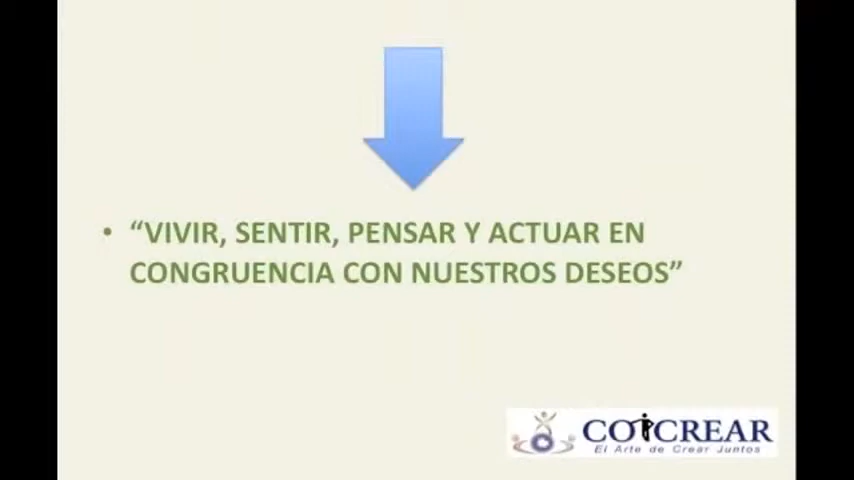 • “VIVIR, SENTIR, PENSAR Y ACTUAR EN
CONGRUENCIA CON NUESTROS DESEOS”
COCREAR
El Arte de Crear Juntos